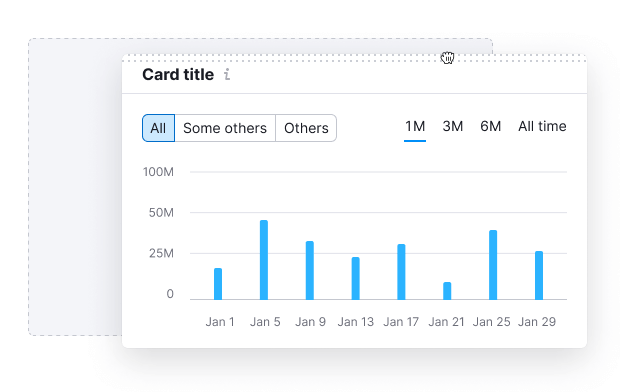 Card title i
All Some others Others
1M 3M 6M All time
100M
50M
25M
0
Jan 1 Jan 5 Jan 9 Jan 13 Jan 17 Jan 21 Jan 25 Jan 29